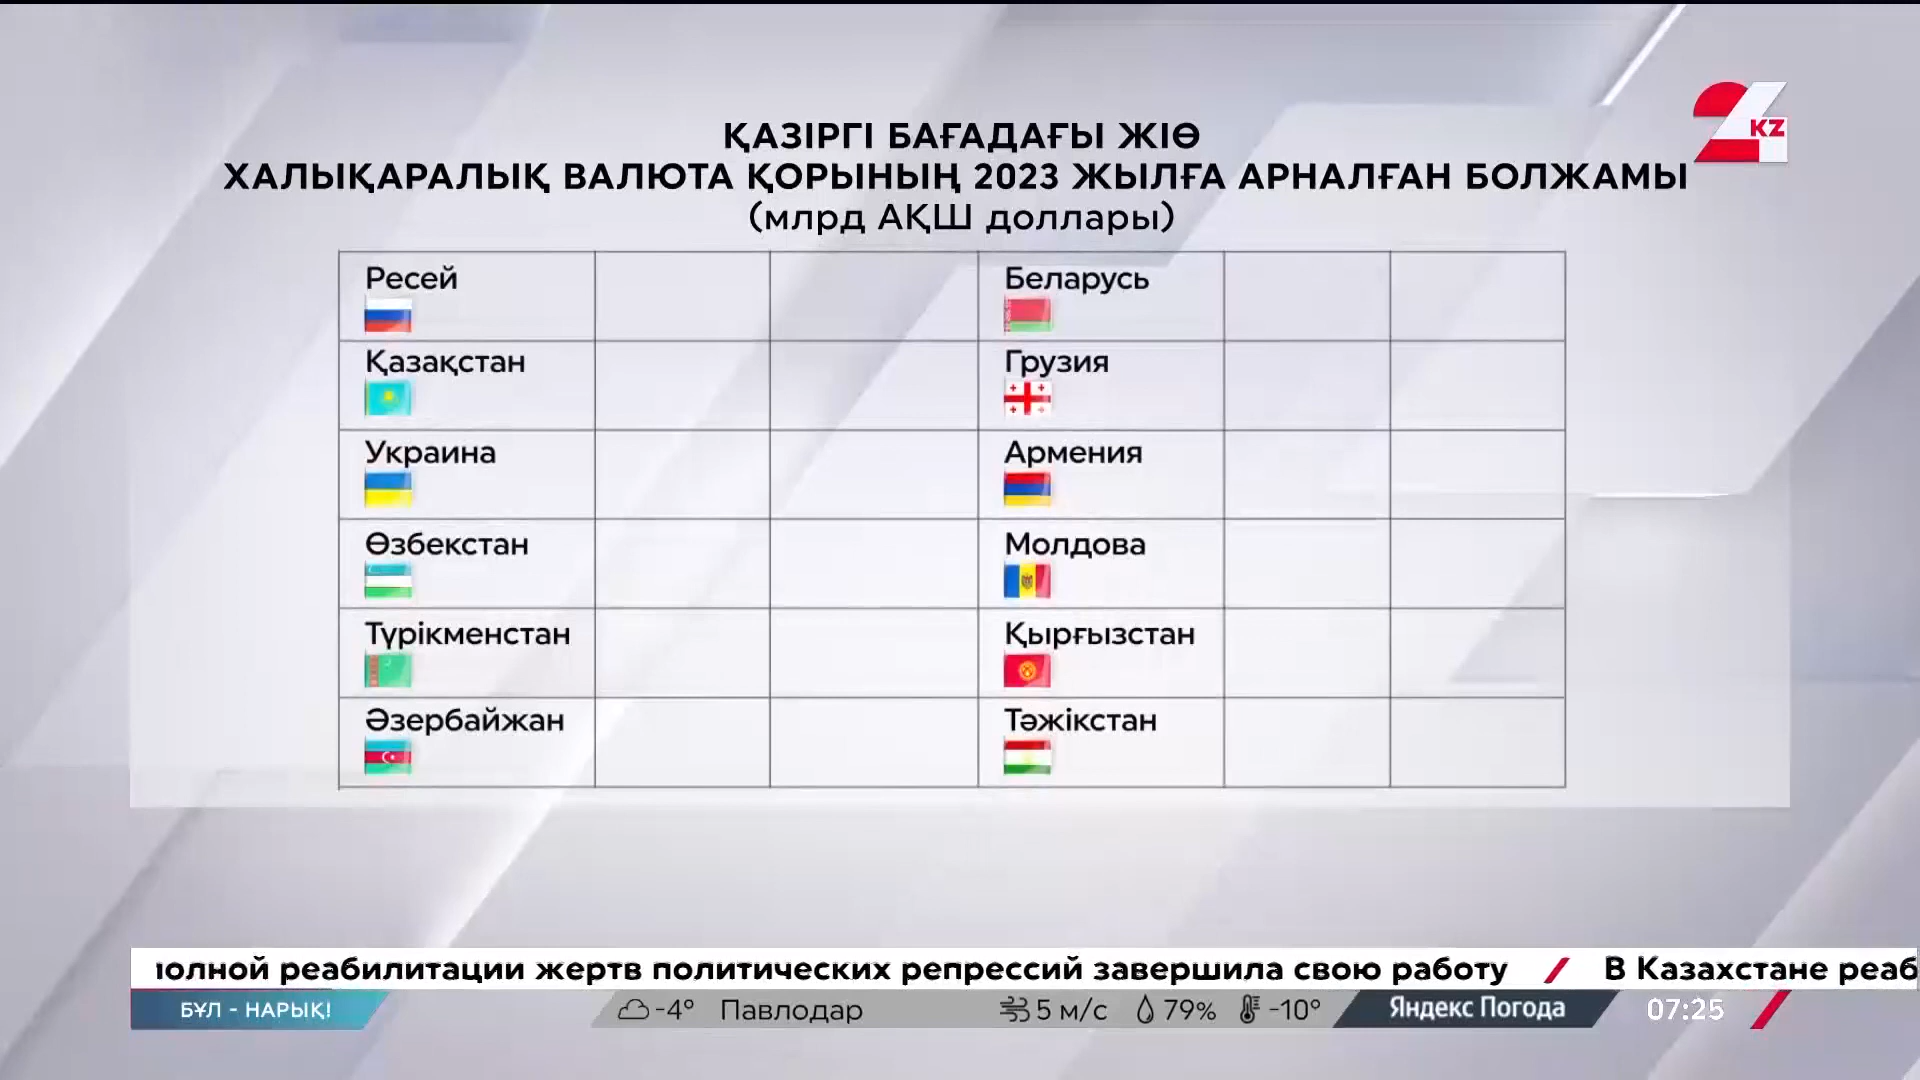 24 KZ
ҚАЗІРГІ БАҒАДАҒЫ ЖІӨ
ХАЛЫҚАРАЛЫҚ ВАЛЮТА ҚОРЫНЫҢ 2023 ЖЫЛҒА АРНАЛҒАН БОЛЖАМЫ
(млрд АҚШ доллары)
Ресей
Беларусь
Қазақстан
Грузия
Украина
Армения
Өзбекстан
Молдова
Түрікменстан
Қырғызстан
Әзербайжан
Тәжікстан
реабилитации жертв политических репрессий завершила свою работу / В Казахстане
БҰЛ - НАРЫҚ! -4° Павлодар 5 м/с 79% -10° Яндекс Погода 07:25